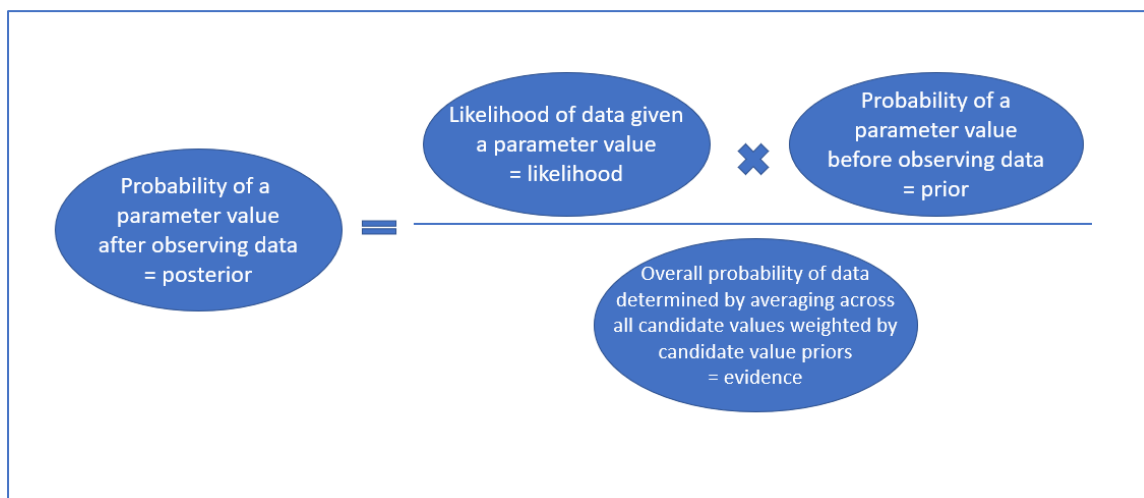 Probability of a
parameter value
after observing data
= posterior
Likelihood of data given
a parameter value
= likelihood
Probability of a
parameter value
before observing data
= prior
Overall probability of data
determined by averaging across
all candidate values weighted by
candidate value priors
= evidence